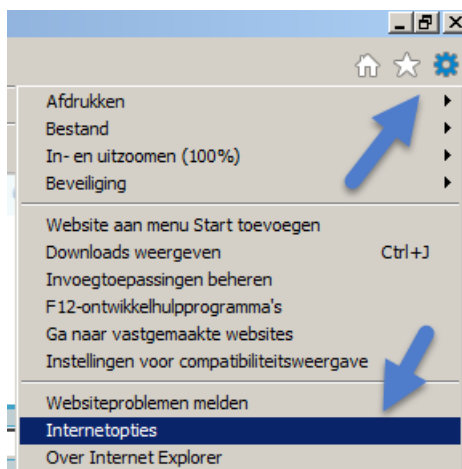 Afdrukken
Bestand
In- en uitzoomen (100%)
Beveiliging
Website aan menu Start toevoegen
Downloads weergeven Ctrl+J
Invoegtoepassingen beheren
F12-ontwikkelhulpprogramma's
Ga naar vastgemaakte websites
Instellingen voor compatibiliteitsweergave
Websiteproblemen melden
Internetopties
Over Internet Explorer